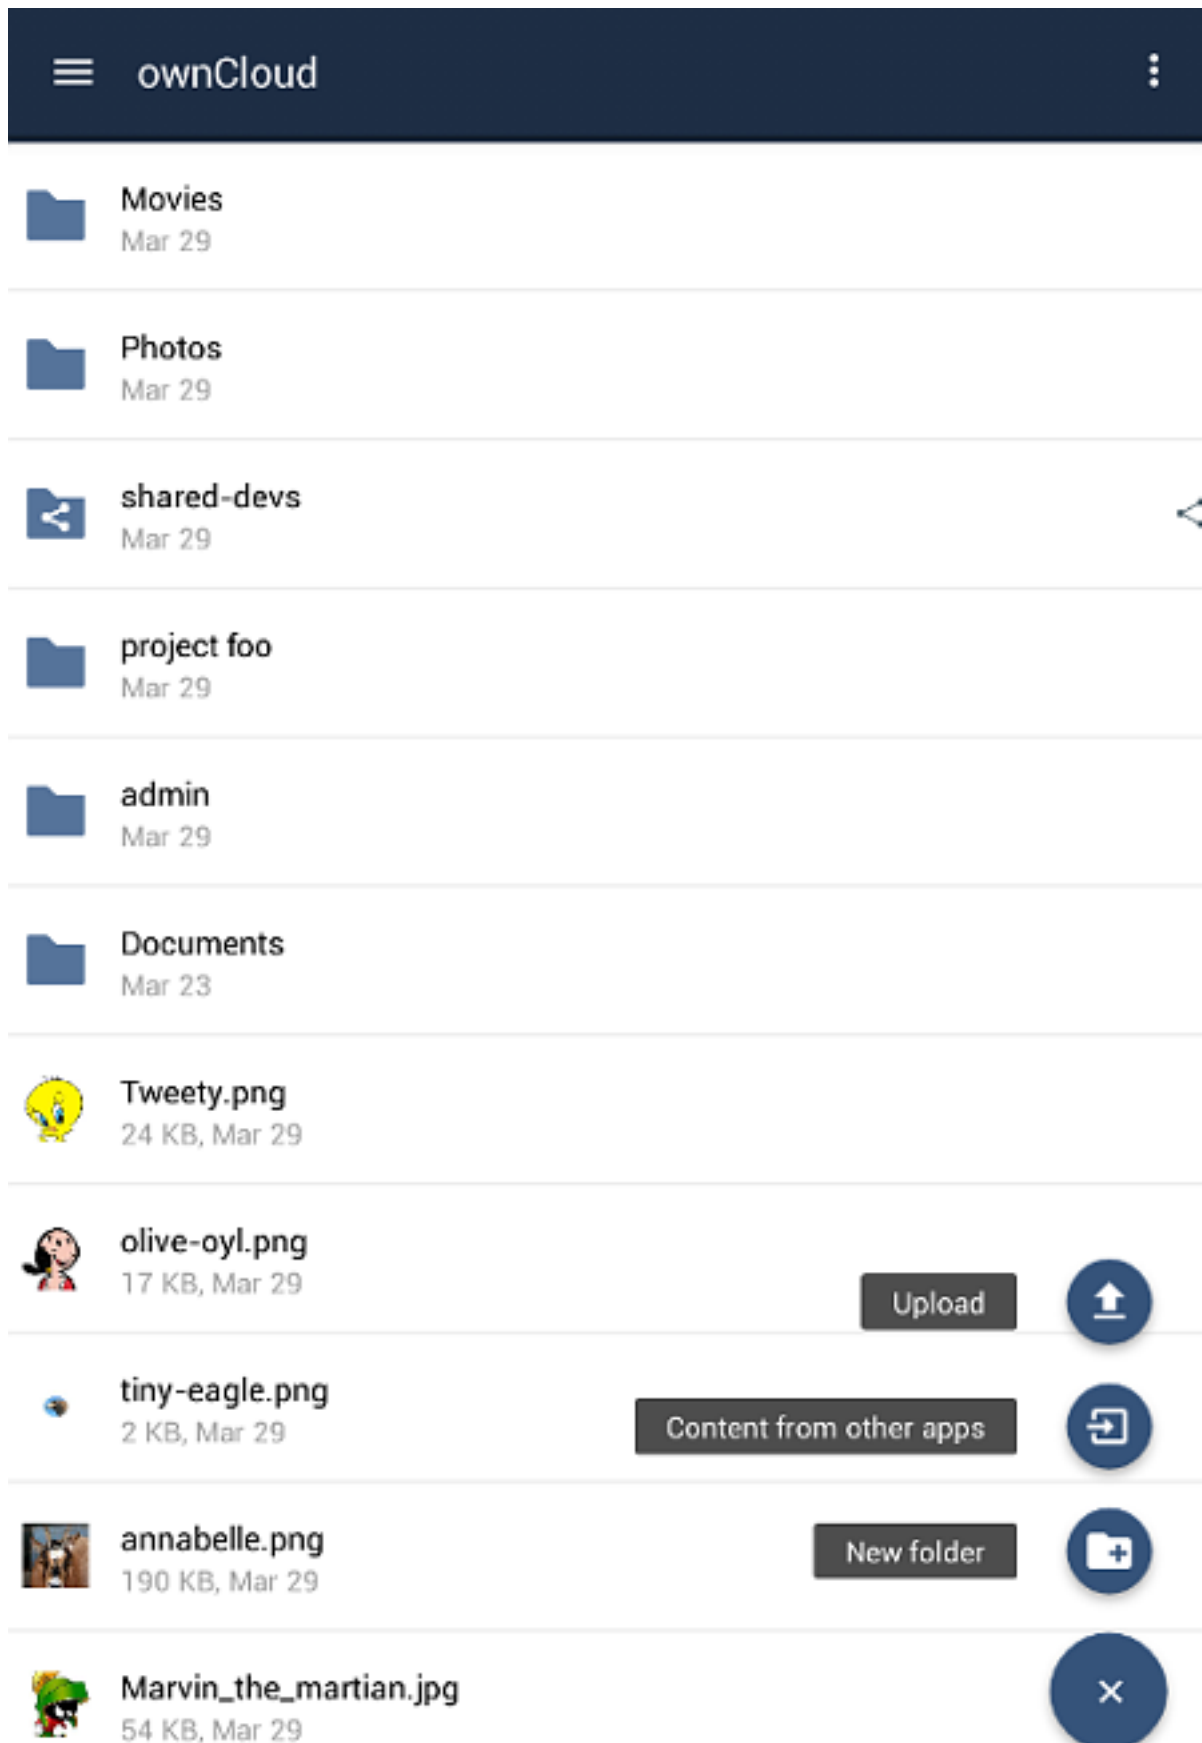 ownCloud
Movies
Mar 29
Photos
Mar 29
shared-devs
Mar 29
project foo
Mar 29
admin
Mar 29
Documents
Mar 23
Tweety.png
24 KB, Mar 29
olive-oyl.png
17 KB, Mar 29
Upload
tiny-eagle.png
2 KB, Mar 29
Content from other apps
annabelle.png
190 KB, Mar 29
New folder
Marvin_the_martian.jpg
54 KB, Mar 29